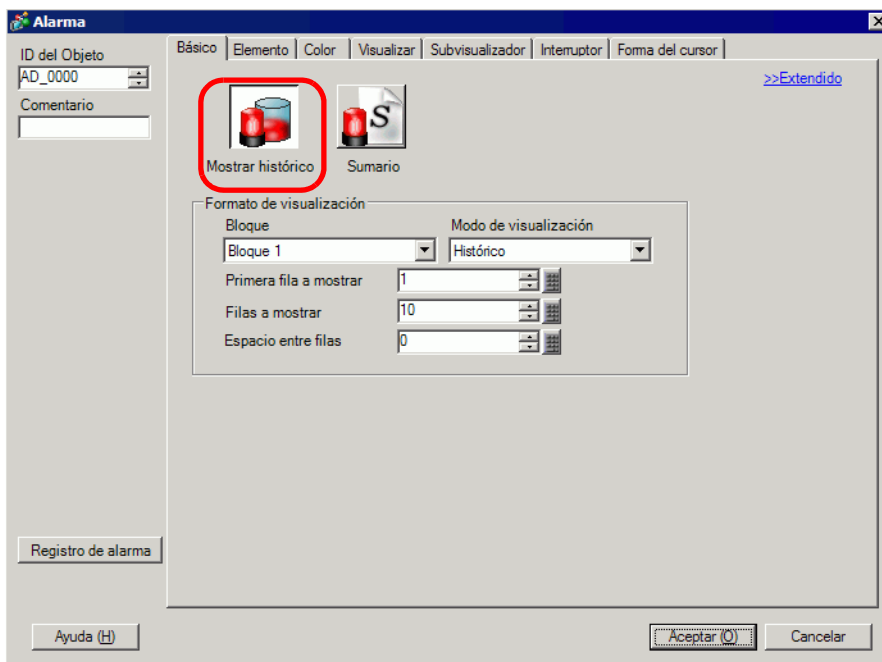 Alarma
ID del Objeto
AD_0000
Comentario
Básico
Elemento
Color
Visualizar
Subvisualizador
Interruptor
Forma del cursor
>>Extendido
Mostrar histórico
S
Sumario
Formato de visualización
Bloque
Modo de visualización
Bloque 1
Histórico
Primera fila a mostrar
1
Filas a mostrar
10
Espacio entre filas
0
Registro de alarma
Ayuda (H)
Aceptar (O)
Cancelar